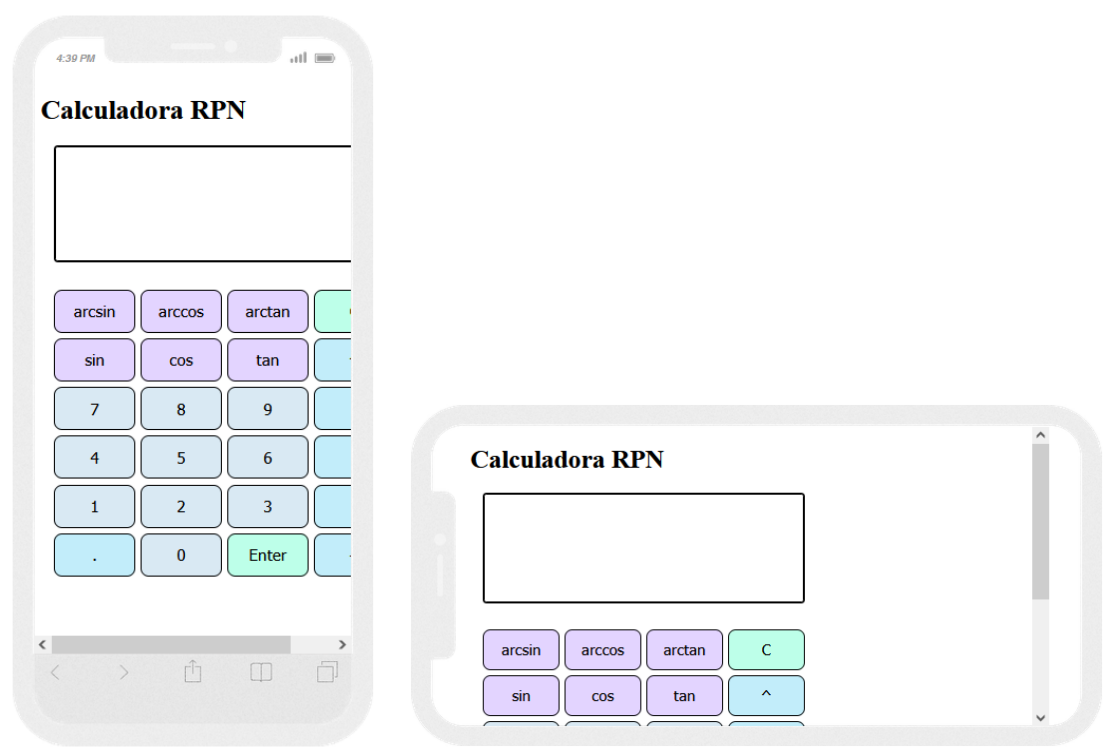 4:39 PM
Calculadora RPN
arcsin arccos arctan
sin cos tan
7 8 9
4 5 6
1 2 3
. 0 Enter
Calculadora RPN
arcsin arccos arctan C
sin cos tan ^